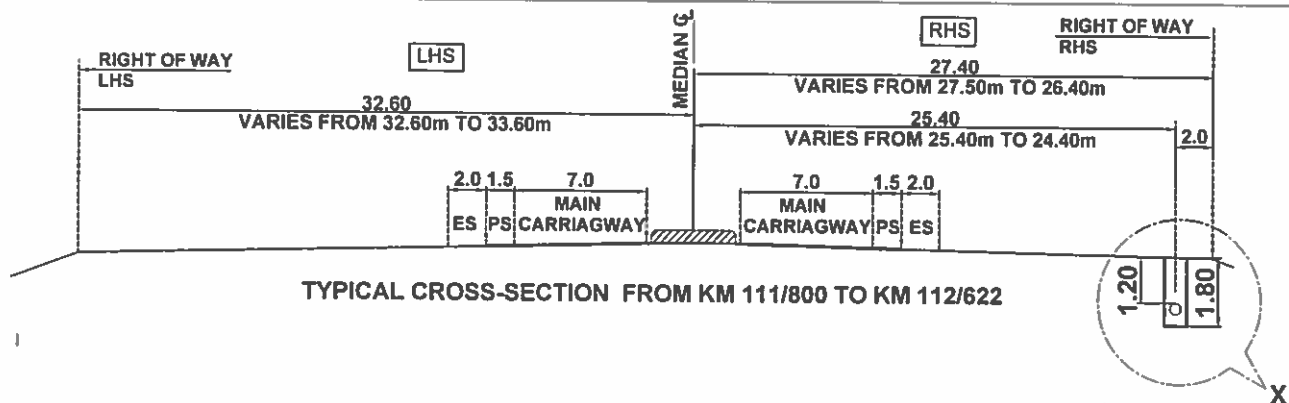 RIGHT OF WAY
LHS
LHS
MEDIAN ℄
RHS
RIGHT OF WAY
RHS
27.40
VARIES FROM 27.50m TO 26.40m
32.60
VARIES FROM 32.60m TO 33.60m
25.40
VARIES FROM 25.40m TO 24.40m
2.0
2.0 1.5 7.0
ES PS MAIN
CARRIAGWAY
7.0 1.5 2.0
MAIN
CARRIAGWAY PS ES
TYPICAL CROSS-SECTION FROM KM 111/800 TO KM 112/622
1.20
1.80
X